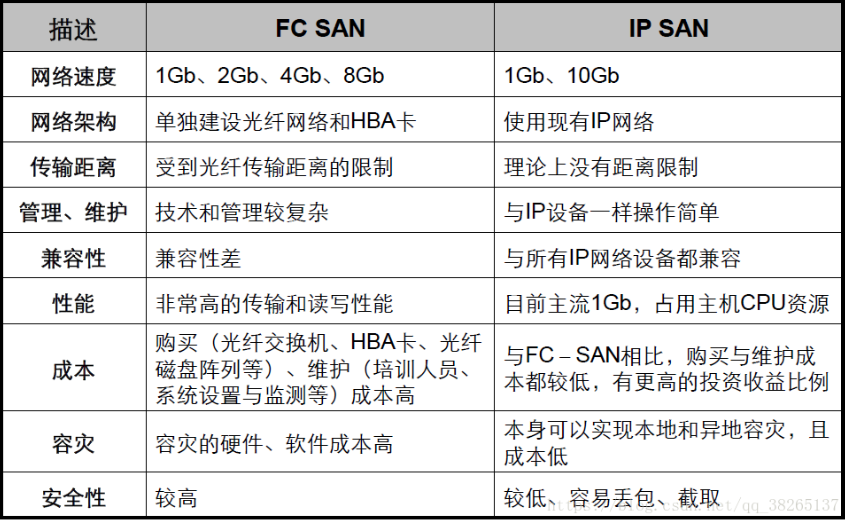 描述 FC SAN IP SAN
网络速度 1Gb、2Gb、4Gb、8Gb 1Gb、10Gb
网络架构 单独建设光纤网络和HBA卡 使用现有IP网络
传输距离 受到光纤传输距离的限制 理论上没有距离限制
管理、维护 技术和管理较复杂 与IP设备一样操作简单
兼容性 兼容性差 与所有IP网络设备都兼容
性能 非常高的传输和读写性能 目前主流1Gb，占用主机CPU资源
成本
购买（光纤交换机、HBA卡、光纤
磁盘阵列等）、维护（培训人员、
系统设置与监测等）成本高
与FC – SAN相比，购买与维护成
本都较低，有更高的投资收益比例
容灾
容灾的硬件、软件成本高
本身可以实现本地和异地容灾，且
成本低
安全性 较高 较低、容易丢包、截取
https://blog.csdn.net/qq_38265137